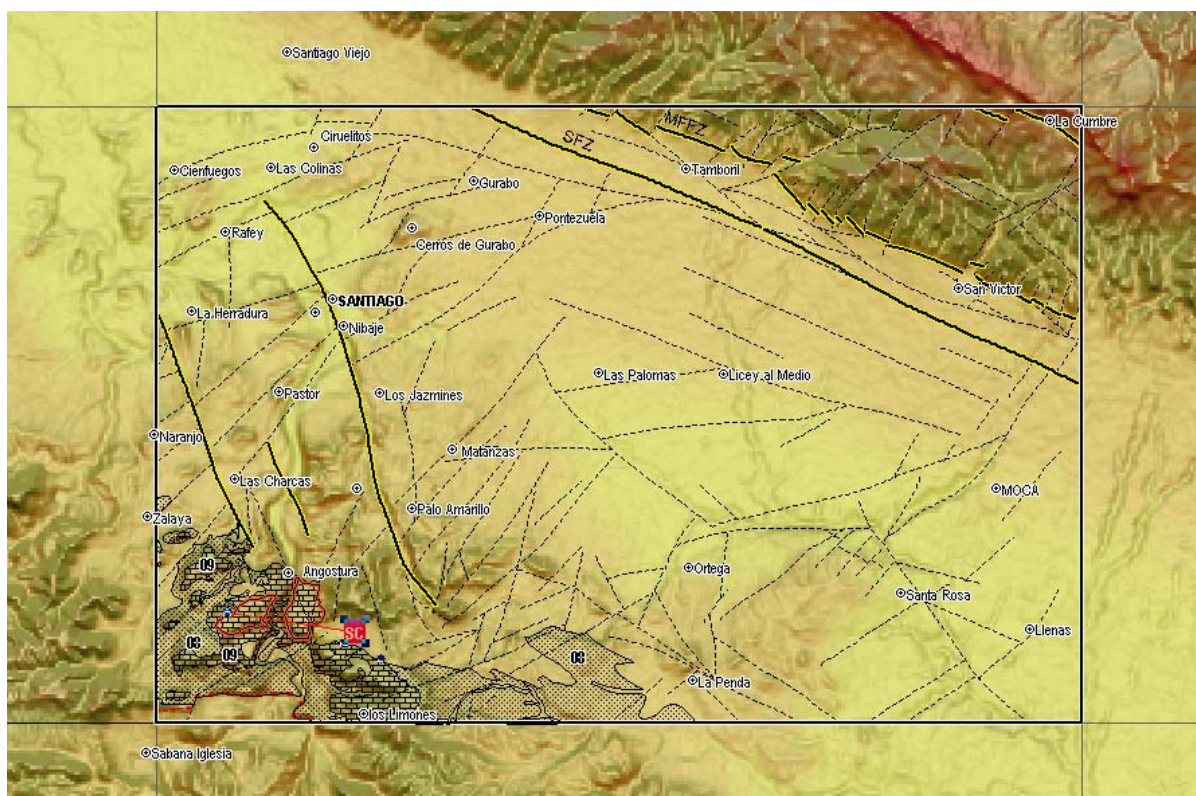 Santiago Viejo
La Cumbre
MFFZ
SFZ
Ciruelitos
Cienfuegos
Las Colinas
Tamboril
Gurabo
Pontezuela
Rafey
Cerros de Gurabo
San Victor
SANTIAGO
La Herradura
Nibaje
Las Palomas
Licey al Medio
Pastor
Los Jazmines
Naranjo
Matanzas
Las Charcas
MOCA
Palo Amarillo
Zalaya
09
Angostura
Ortega
Santa Rosa
SC
Llenas
08
09
08
La Penda
los Limones
Sabana Iglesia